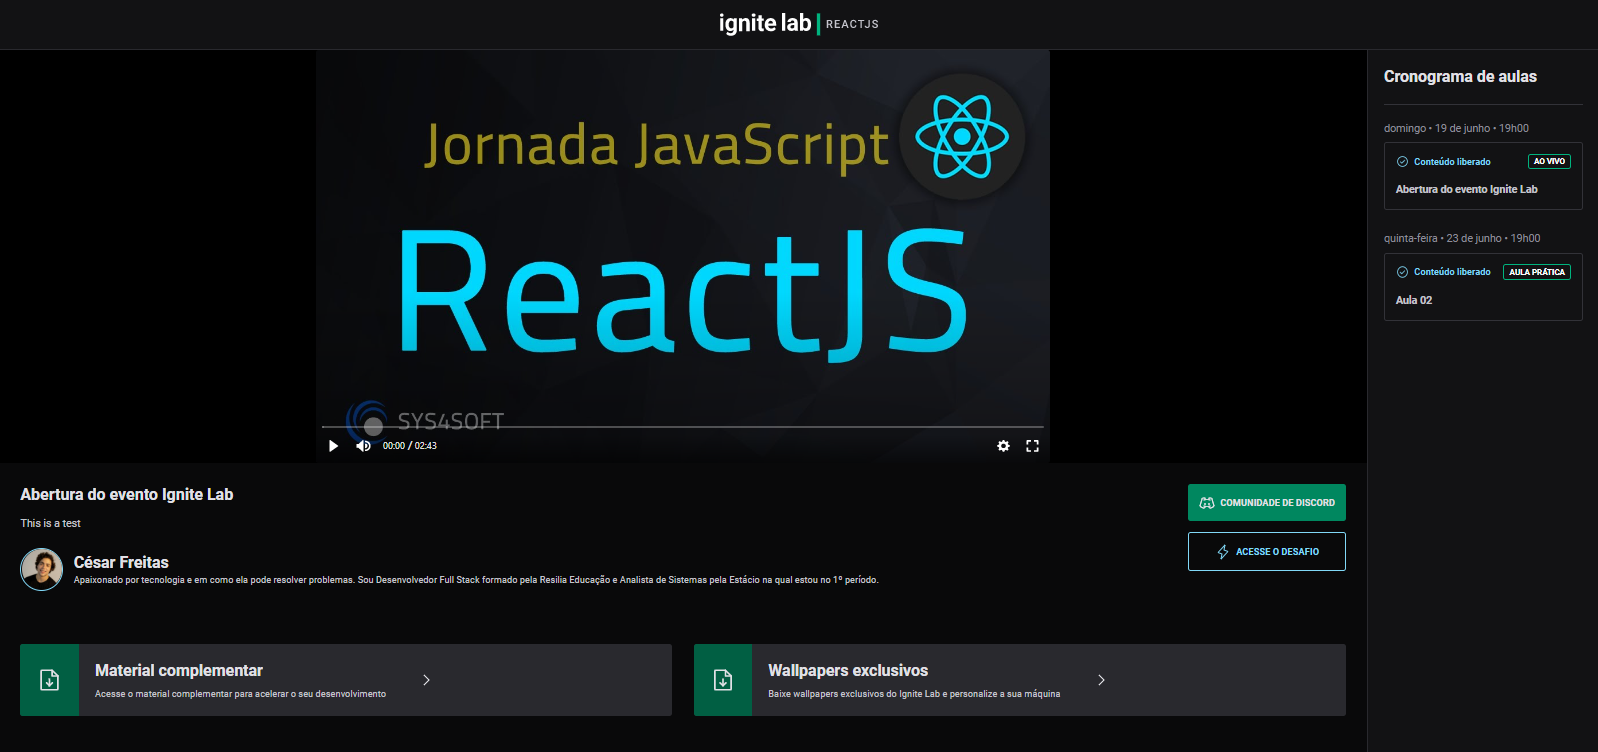 ignite lab | REACTJS
Jornada JavaScript
ReactJS
SYS4SOFT
00:00 / 02:43
Abertura do evento Ignite Lab
This is a test
César Freitas
Apaixonado por tecnologia e em como ela pode resolver problemas. Sou Desenvolvedor Full Stack formado pela Resilia Educação e Analista de Sistemas pela Estácio na qual estou no 1º período.
COMUNIDADE DE DISCORD
ACESSE O DESAFIO
Material complementar
Acesse o material complementar para acelerar o seu desenvolvimento
Wallpapers exclusivos
Baixe wallpapers exclusivos do Ignite Lab e personalize a sua máquina
Cronograma de aulas
domingo • 19 de junho • 19h00
Conteúdo liberado
AO VIVO
Abertura do evento Ignite Lab
quinta-feira • 23 de junho • 19h00
Conteúdo liberado
AULA PRÁTICA
Aula 02